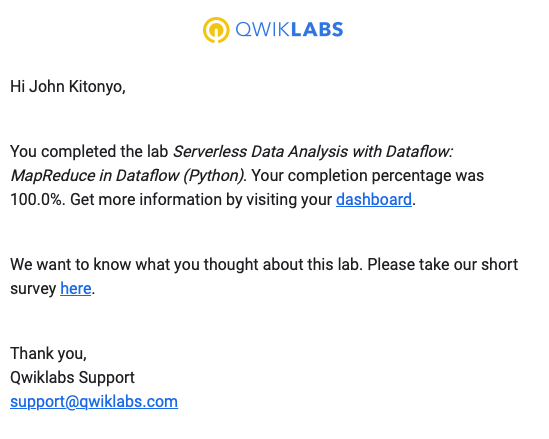 QWIKLABS
Hi John Kitonyo,
You completed the lab Serverless Data Analysis with Dataflow:
MapReduce in Dataflow (Python). Your completion percentage was
100.0%. Get more information by visiting your dashboard.
We want to know what you thought about this lab. Please take our short
survey here.
Thank you,
Qwiklabs Support
support@qwiklabs.com